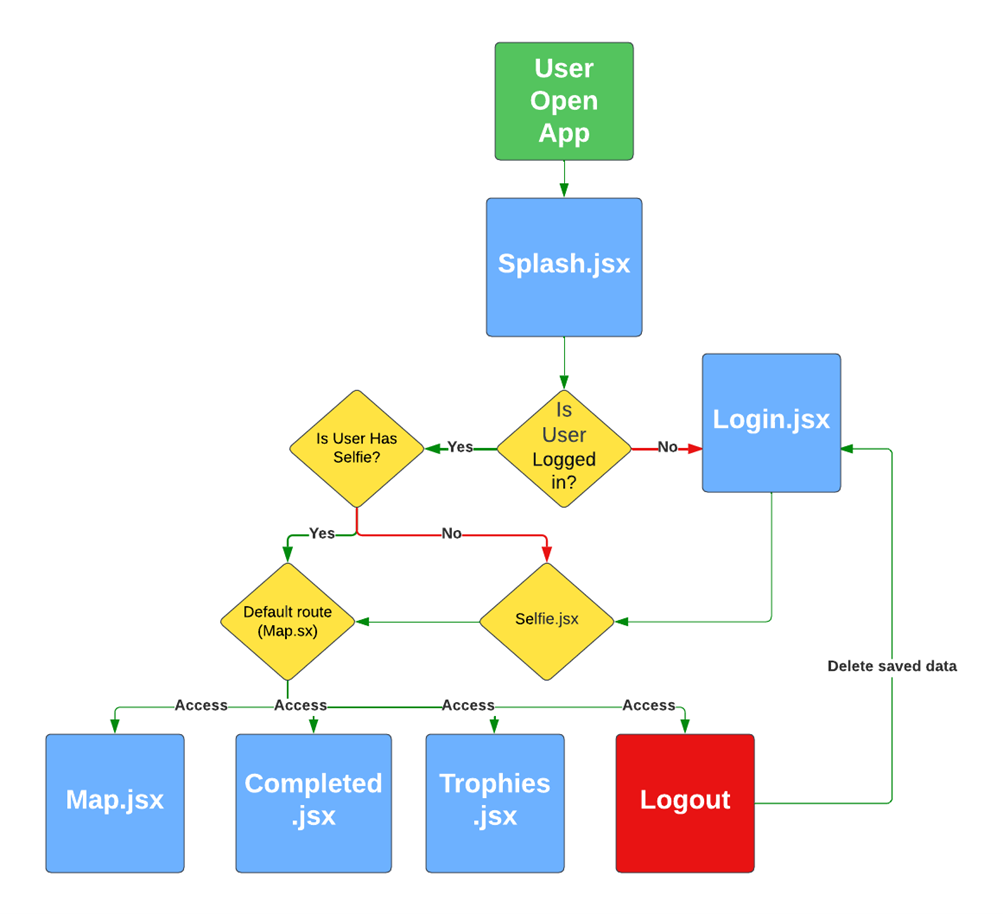 User
Open
App
Splash.jsx
Is
User
Logged
in?
Yes
No
Login.jsx
Is User Has
Selfie?
Yes
No
Default route
(Map.sx)
Selfie.jsx
Delete saved data
Access
Access
Access
Access
Map.jsx
Completed
.jsx
Trophies
.jsx
Logout